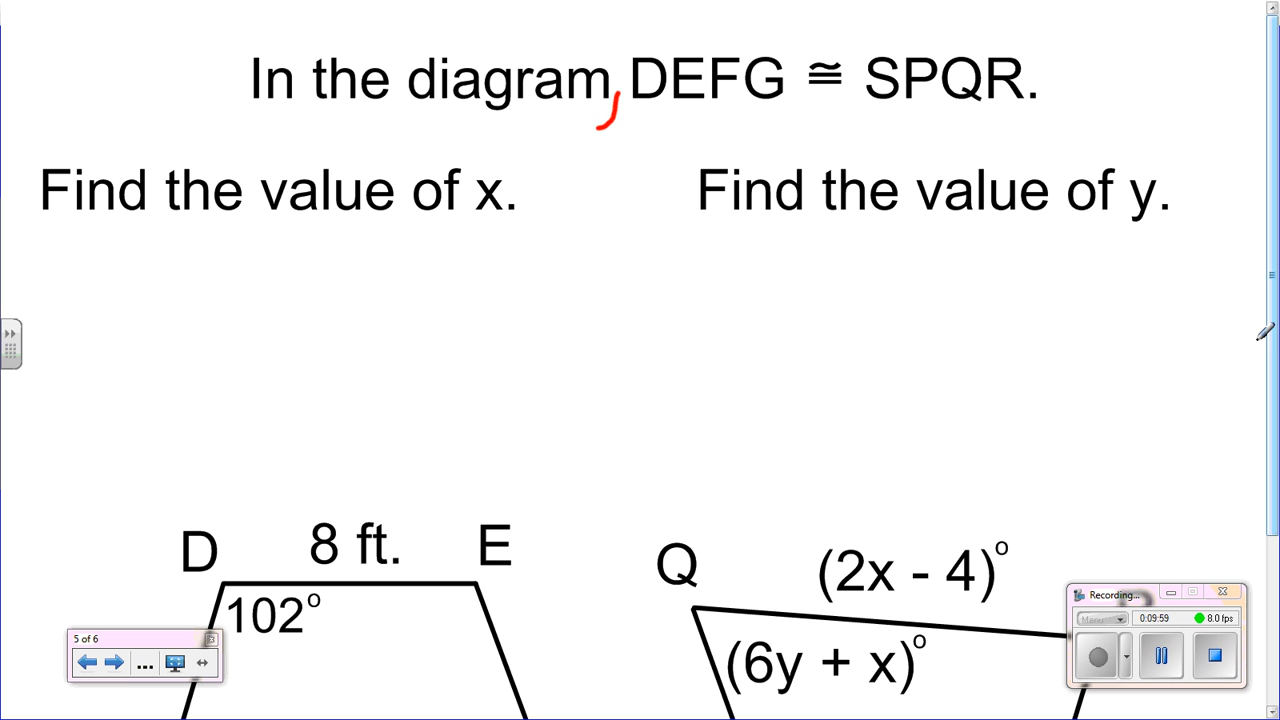 In the diagram, DEFG ≅ SPQR.
Find the value of x.
Find the value of y.
D
8 ft.
E
102°
Q
(2x - 4)°
(6y + x)°
5 of 6
...
Recording...
Menu
0:09:59
8.0 fps